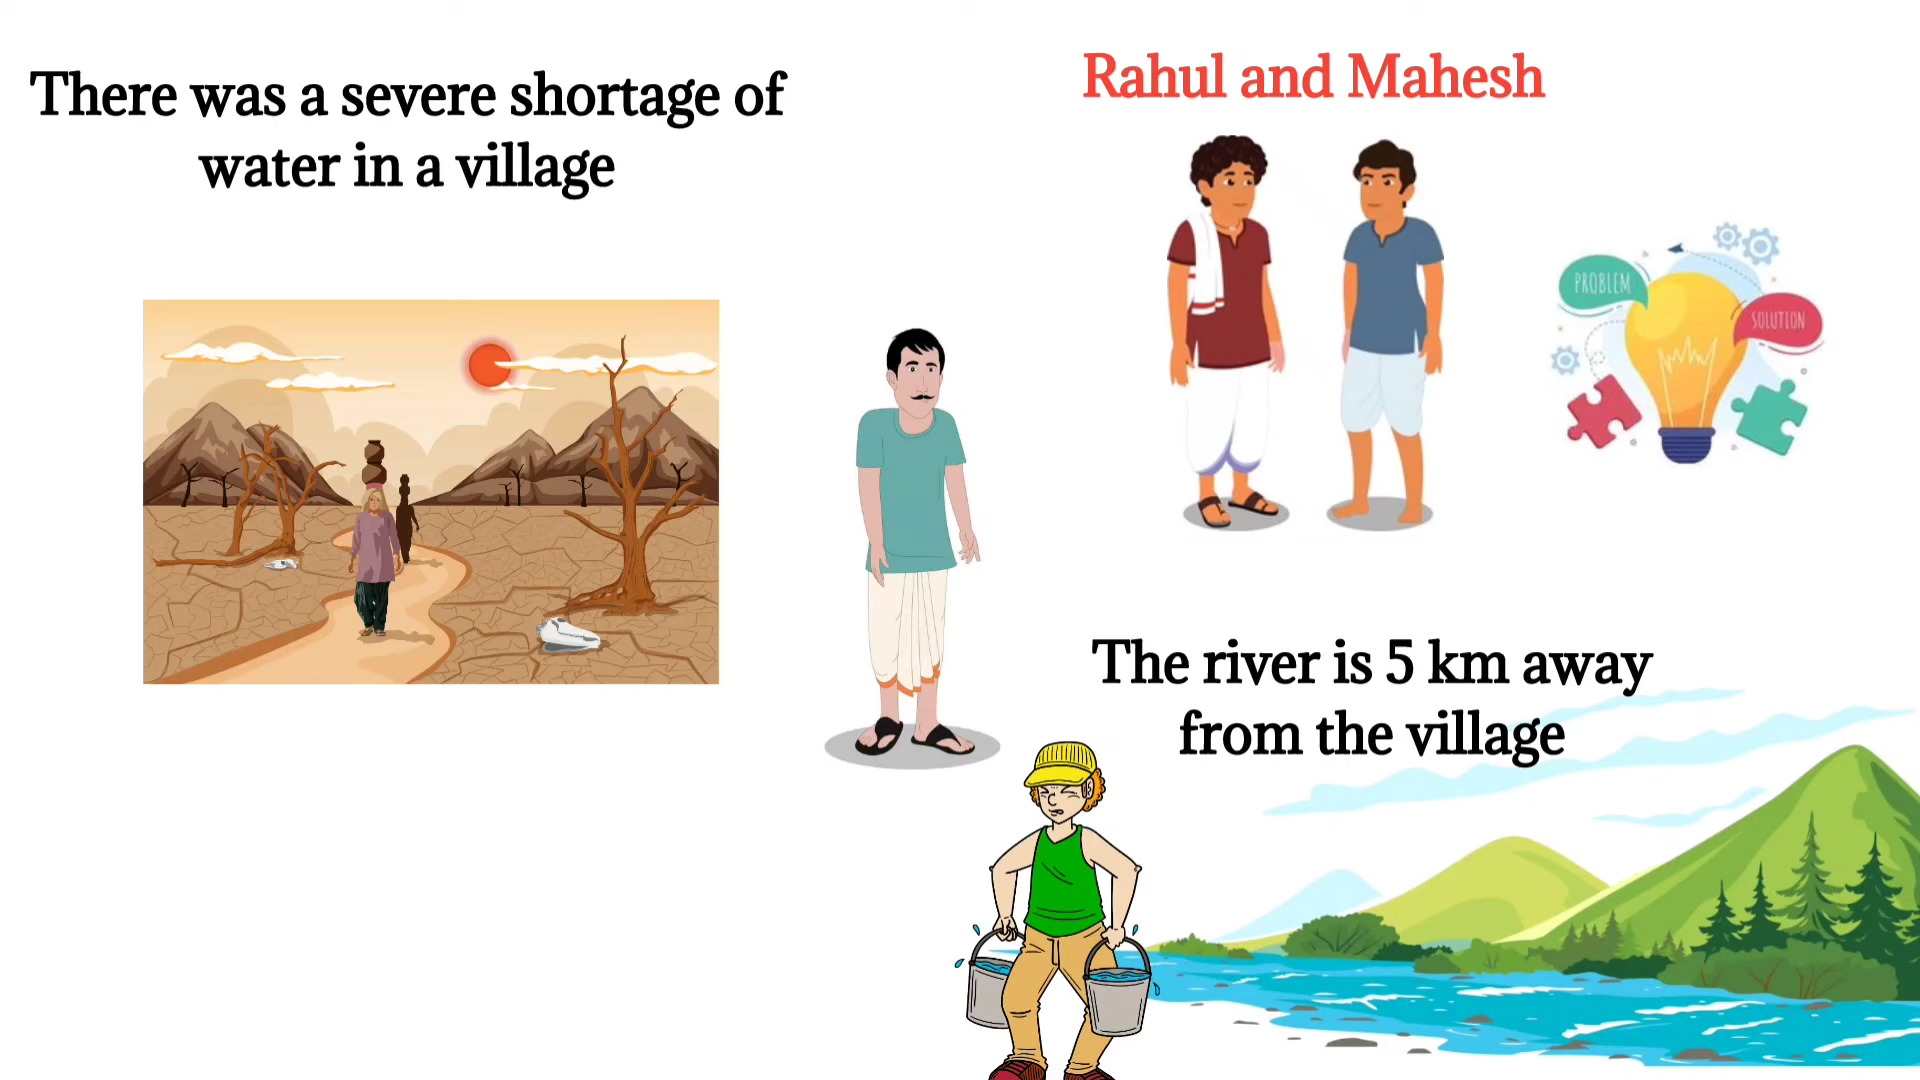 There was a severe shortage of
water in a village
Rahul and Mahesh
PROBLEM
SOLUTION
The river is 5 km away
from the village